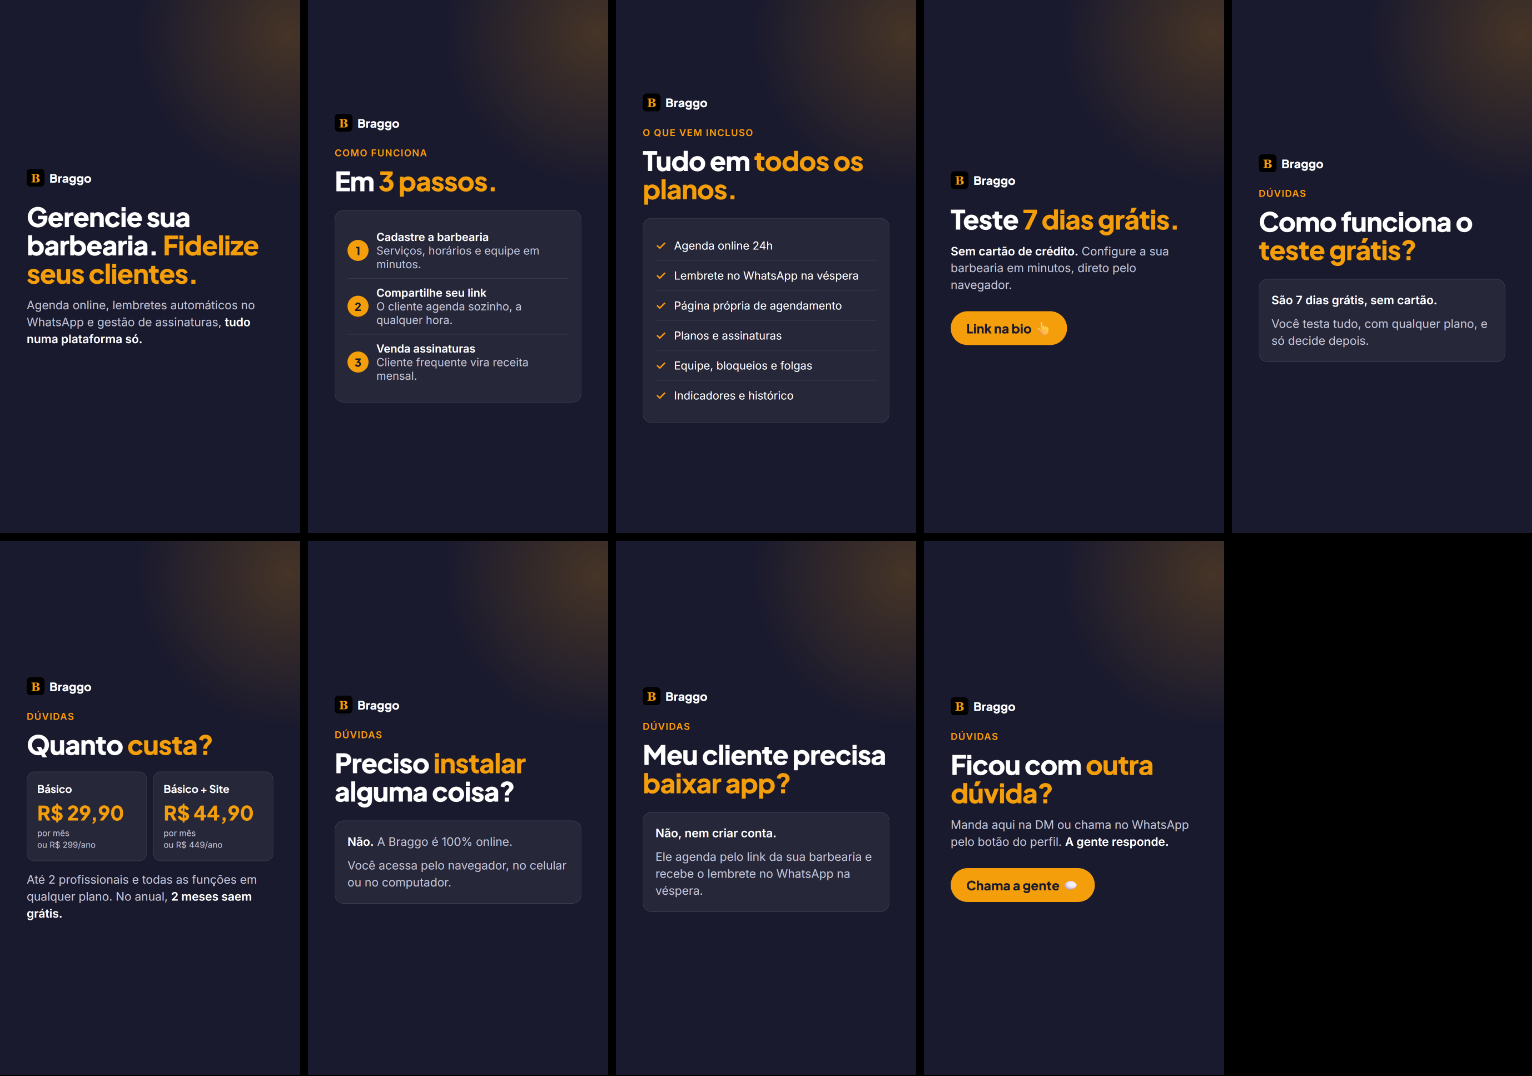 B Braggo
Gerencie sua
barbearia. Fidelize
seus clientes.
Agenda online, lembretes automáticos no
WhatsApp e gestão de assinaturas, tudo
numa plataforma só.
B Braggo
COMO FUNCIONA
Em 3 passos.
1
Cadastre a barbearia
Serviços, horários e equipe em
minutos.
2
Compartilhe seu link
O cliente agenda sozinho, a
qualquer hora.
3
Venda assinaturas
Cliente frequente vira receita
mensal.
B Braggo
O QUE VEM INCLUSO
Tudo em todos os
planos.
Agenda online 24h
Lembrete no WhatsApp na véspera
Página própria de agendamento
Planos e assinaturas
Equipe, bloqueios e folgas
Indicadores e histórico
B Braggo
Teste 7 dias grátis.
Sem cartão de crédito. Configure a sua
barbearia em minutos, direto pelo
navegador.
Link na bio 👆
B Braggo
DÚVIDAS
Como funciona o
teste grátis?
São 7 dias grátis, sem cartão.
Você testa tudo, com qualquer plano, e
só decide depois.
B Braggo
DÚVIDAS
Quanto custa?
Básico
R$ 29,90
por mês
ou R$ 299/ano
Básico + Site
R$ 44,90
por mês
ou R$ 449/ano
Até 2 profissionais e todas as funções em
qualquer plano. No anual, 2 meses saem
grátis.
B Braggo
DÚVIDAS
Preciso instalar
alguma coisa?
Não. A Braggo é 100% online.
Você acessa pelo navegador, no celular
ou no computador.
B Braggo
DÚVIDAS
Meu cliente precisa
baixar app?
Não, nem criar conta.
Ele agenda pelo link da sua barbearia e
recebe o lembrete no WhatsApp na
véspera.
B Braggo
DÚVIDAS
Ficou com outra
dúvida?
Manda aqui na DM ou chama no WhatsApp
pelo botão do perfil. A gente responde.
Chama a gente 💬